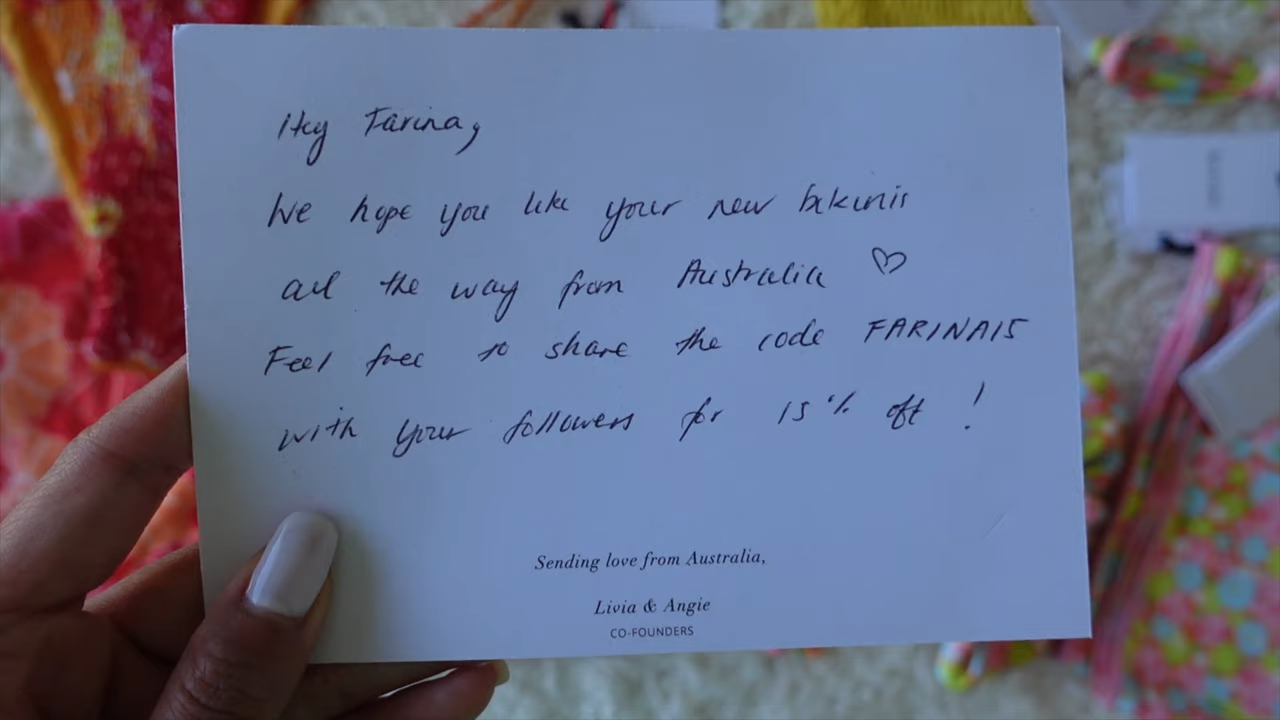 Hey Farina,
We hope you like your new bikinis
all the way from Australia ♡
Feel free to share the code FARINA15
with your followers for 15% off !
Sending love from Australia,
Livia & Angie
CO-FOUNDERS